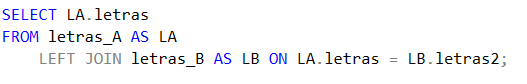 SELECT LA.letras
FROM letras_A AS LA
LEFT JOIN letras_B AS LB ON LA.letras = LB.letras2;